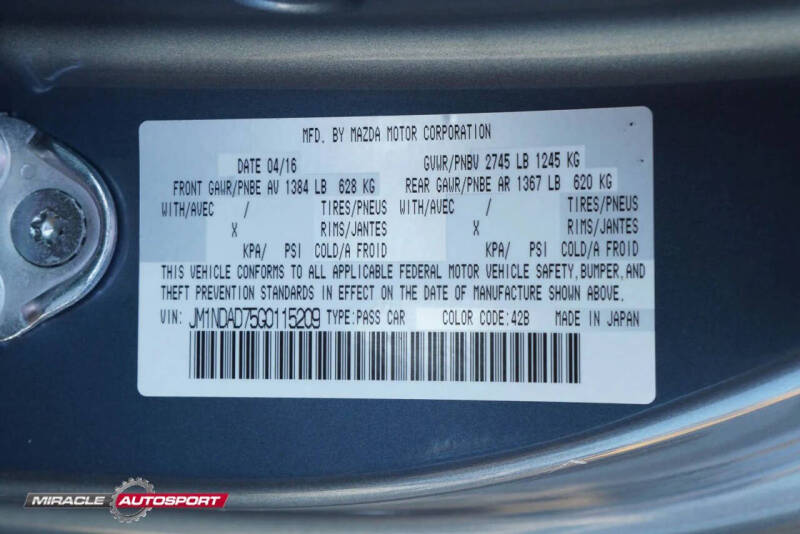 MFD. BY MAZDA MOTOR CORPORATION
DATE 04/16 GVWR/PNBV 2745 LB 1245 KG
FRONT GAWR/PNBE AV 1384 LB 628 KG REAR GAWR/PNBE AR 1367 LB 620 KG
WITH/AVEC / TIRES/PNEUS WITH/AVEC / TIRES/PNEUS
X RIMS/JANTES X RIMS/JANTES
KPA/ PSI COLD/A FROID KPA/ PSI COLD/A FROID
THIS VEHICLE CONFORMS TO ALL APPLICABLE FEDERAL MOTOR VEHICLE SAFETY,BUMPER,AND
THEFT PREVENTION STANDARDS IN EFFECT ON THE DATE OF MANUFACTURE SHOWN ABOVE.
VIN: JM1NDAD75G0115209 TYPE:PASS CAR COLOR CODE:42B MADE IN JAPAN
MIRACLE AUTOSPORT